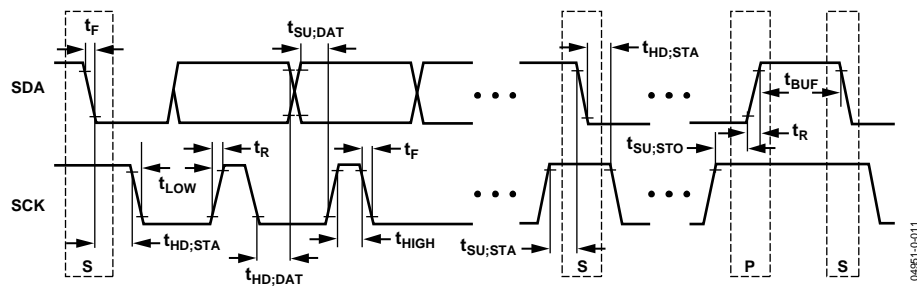 tF
tSU;DAT
tHD;STA
SDA
tBUF
tR
tF
tSU;STO
tR
tLOW
SCK
tHD;STA
tHIGH
tSU;STA
tHD;DAT
S
S
P
S
04951-0-011